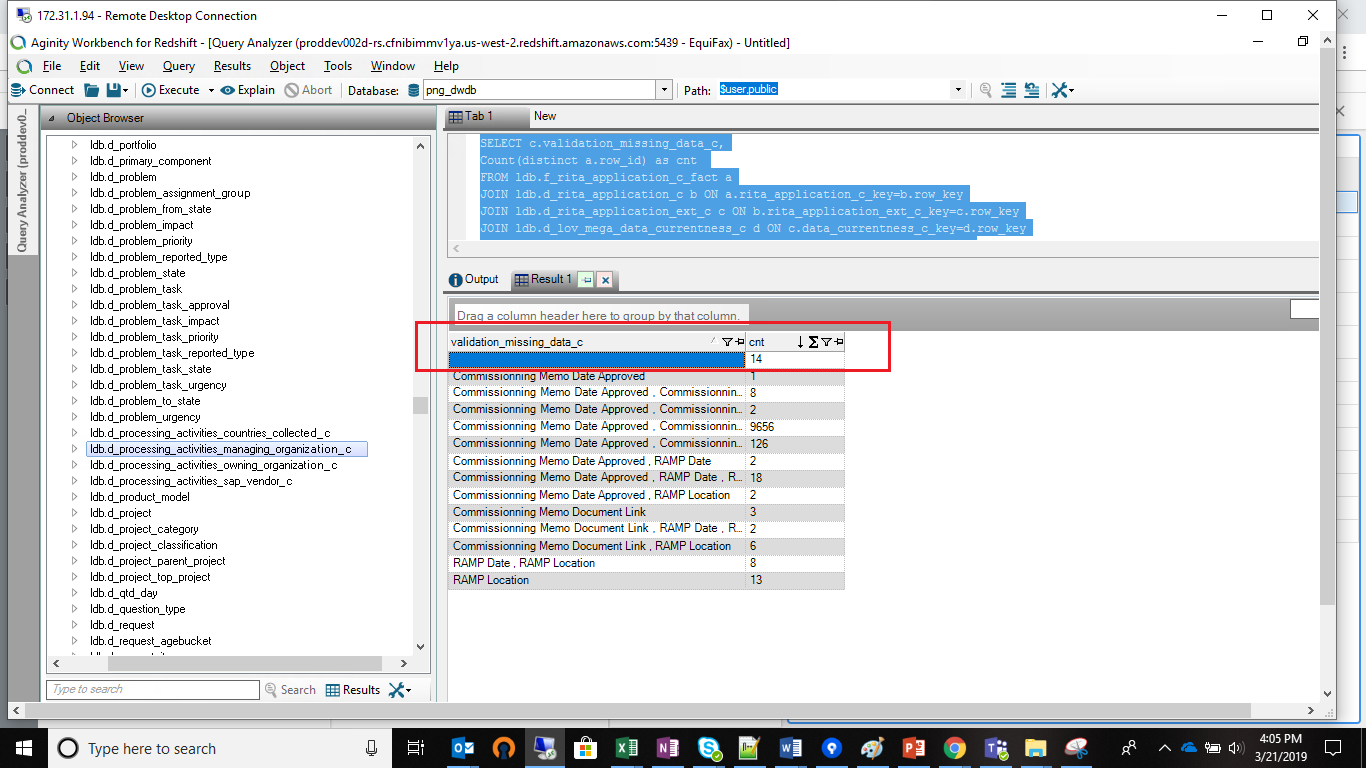 172.31.1.94 - Remote Desktop Connection
Aginity Workbench for Redshift - [Query Analyzer (proddev002d-rs.cfnibimmv1ya.us-west-2.redshift.amazonaws.com:5439 - EquiFax) - Untitled]
File Edit View Query Results Object Tools Window Help
Connect Execute Explain Abort Database: png_dwdb Path: $user,public
Query Analyzer (proddev0...
Object Browser
ldb.d_portfolio
ldb.d_primary_component
ldb.d_problem
ldb.d_problem_assignment_group
ldb.d_problem_from_state
ldb.d_problem_impact
ldb.d_problem_priority
ldb.d_problem_reported_type
ldb.d_problem_state
ldb.d_problem_task
ldb.d_problem_task_approval
ldb.d_problem_task_impact
ldb.d_problem_task_priority
ldb.d_problem_task_reported_type
ldb.d_problem_task_state
ldb.d_problem_task_urgency
ldb.d_problem_to_state
ldb.d_problem_urgency
ldb.d_processing_activities_countries_collected_c
ldb.d_processing_activities_managing_organization_c
ldb.d_processing_activities_owning_organization_c
ldb.d_processing_activities_sap_vendor_c
ldb.d_product_model
ldb.d_project
ldb.d_project_category
ldb.d_project_classification
ldb.d_project_parent_project
ldb.d_project_top_project
ldb.d_qtd_day
ldb.d_question_type
ldb.d_request
ldb.d_request_agebucket
Type to search Search Results
Tab 1 New
SELECT c.validation_missing_data_c,
Count(distinct a.row_id) as cnt
FROM ldb.f_rita_application_c_fact a
JOIN ldb.d_rita_application_c b ON a.rita_application_c_key=b.row_key
JOIN ldb.d_rita_application_ext_c c ON b.rita_application_ext_c_key=c.row_key
JOIN ldb.d_lov_mega_data_currentness_c d ON c.data_currentness_c_key=d.row_key
Output Result 1
Drag a column header here to group by that column.
validation_missing_data_c cnt
14
Commissionning Memo Date Approved 1
Commissionning Memo Date Approved , Commissionnin... 8
Commissionning Memo Date Approved , Commissionnin... 2
Commissionning Memo Date Approved , Commissionnin... 9656
Commissionning Memo Date Approved , Commissionnin... 126
Commissionning Memo Date Approved , RAMP Date 2
Commissionning Memo Date Approved , RAMP Date , R... 18
Commissionning Memo Date Approved , RAMP Location 2
Commissionning Memo Document Link 3
Commissionning Memo Document Link , RAMP Date , R... 2
Commissionning Memo Document Link , RAMP Location 6
RAMP Date , RAMP Location 8
RAMP Location 13
Type here to search
4:05 PM
3/21/2019